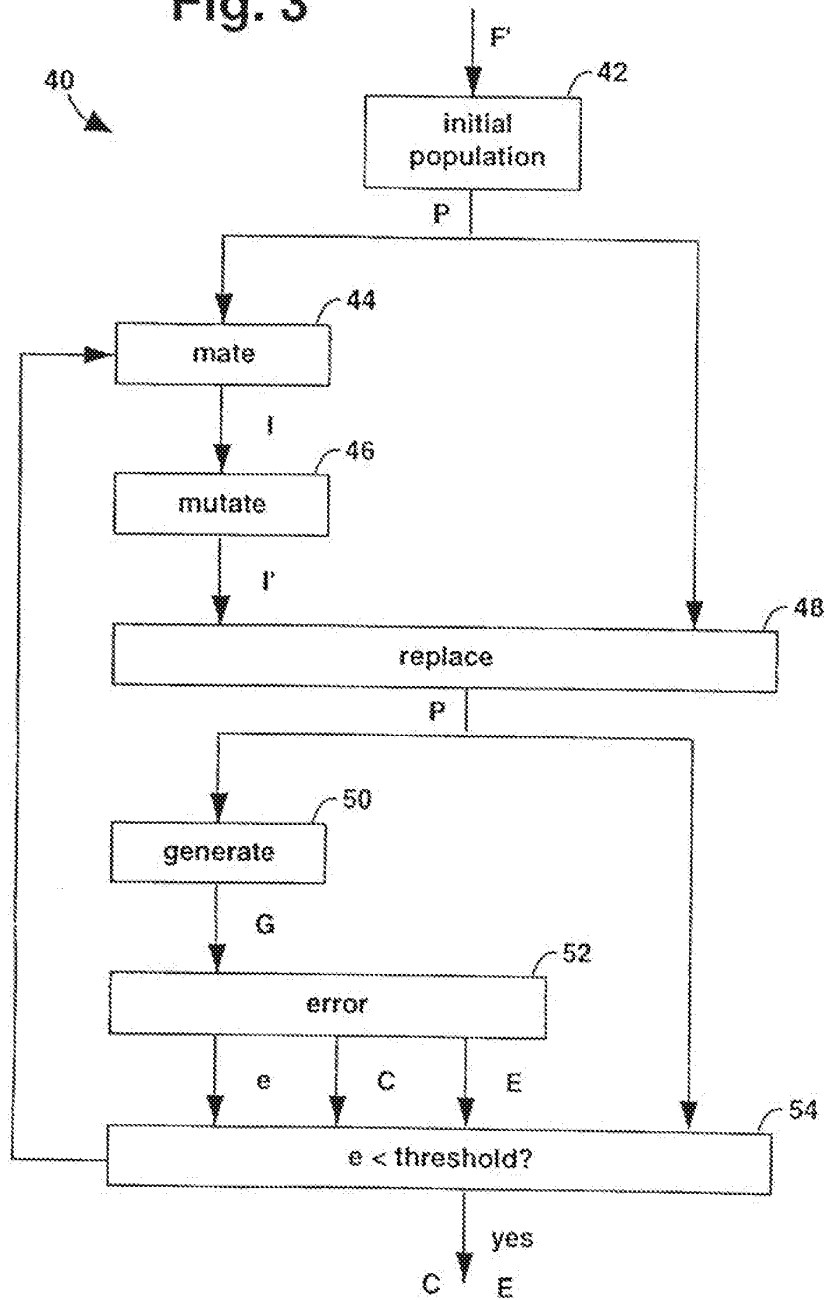 Fig. 3
F'
40
42
initial
population
P
44
mate
I
46
mutate
I'
48
replace
P
50
generate
G
52
error
e C E
54
e < threshold?
yes
C E